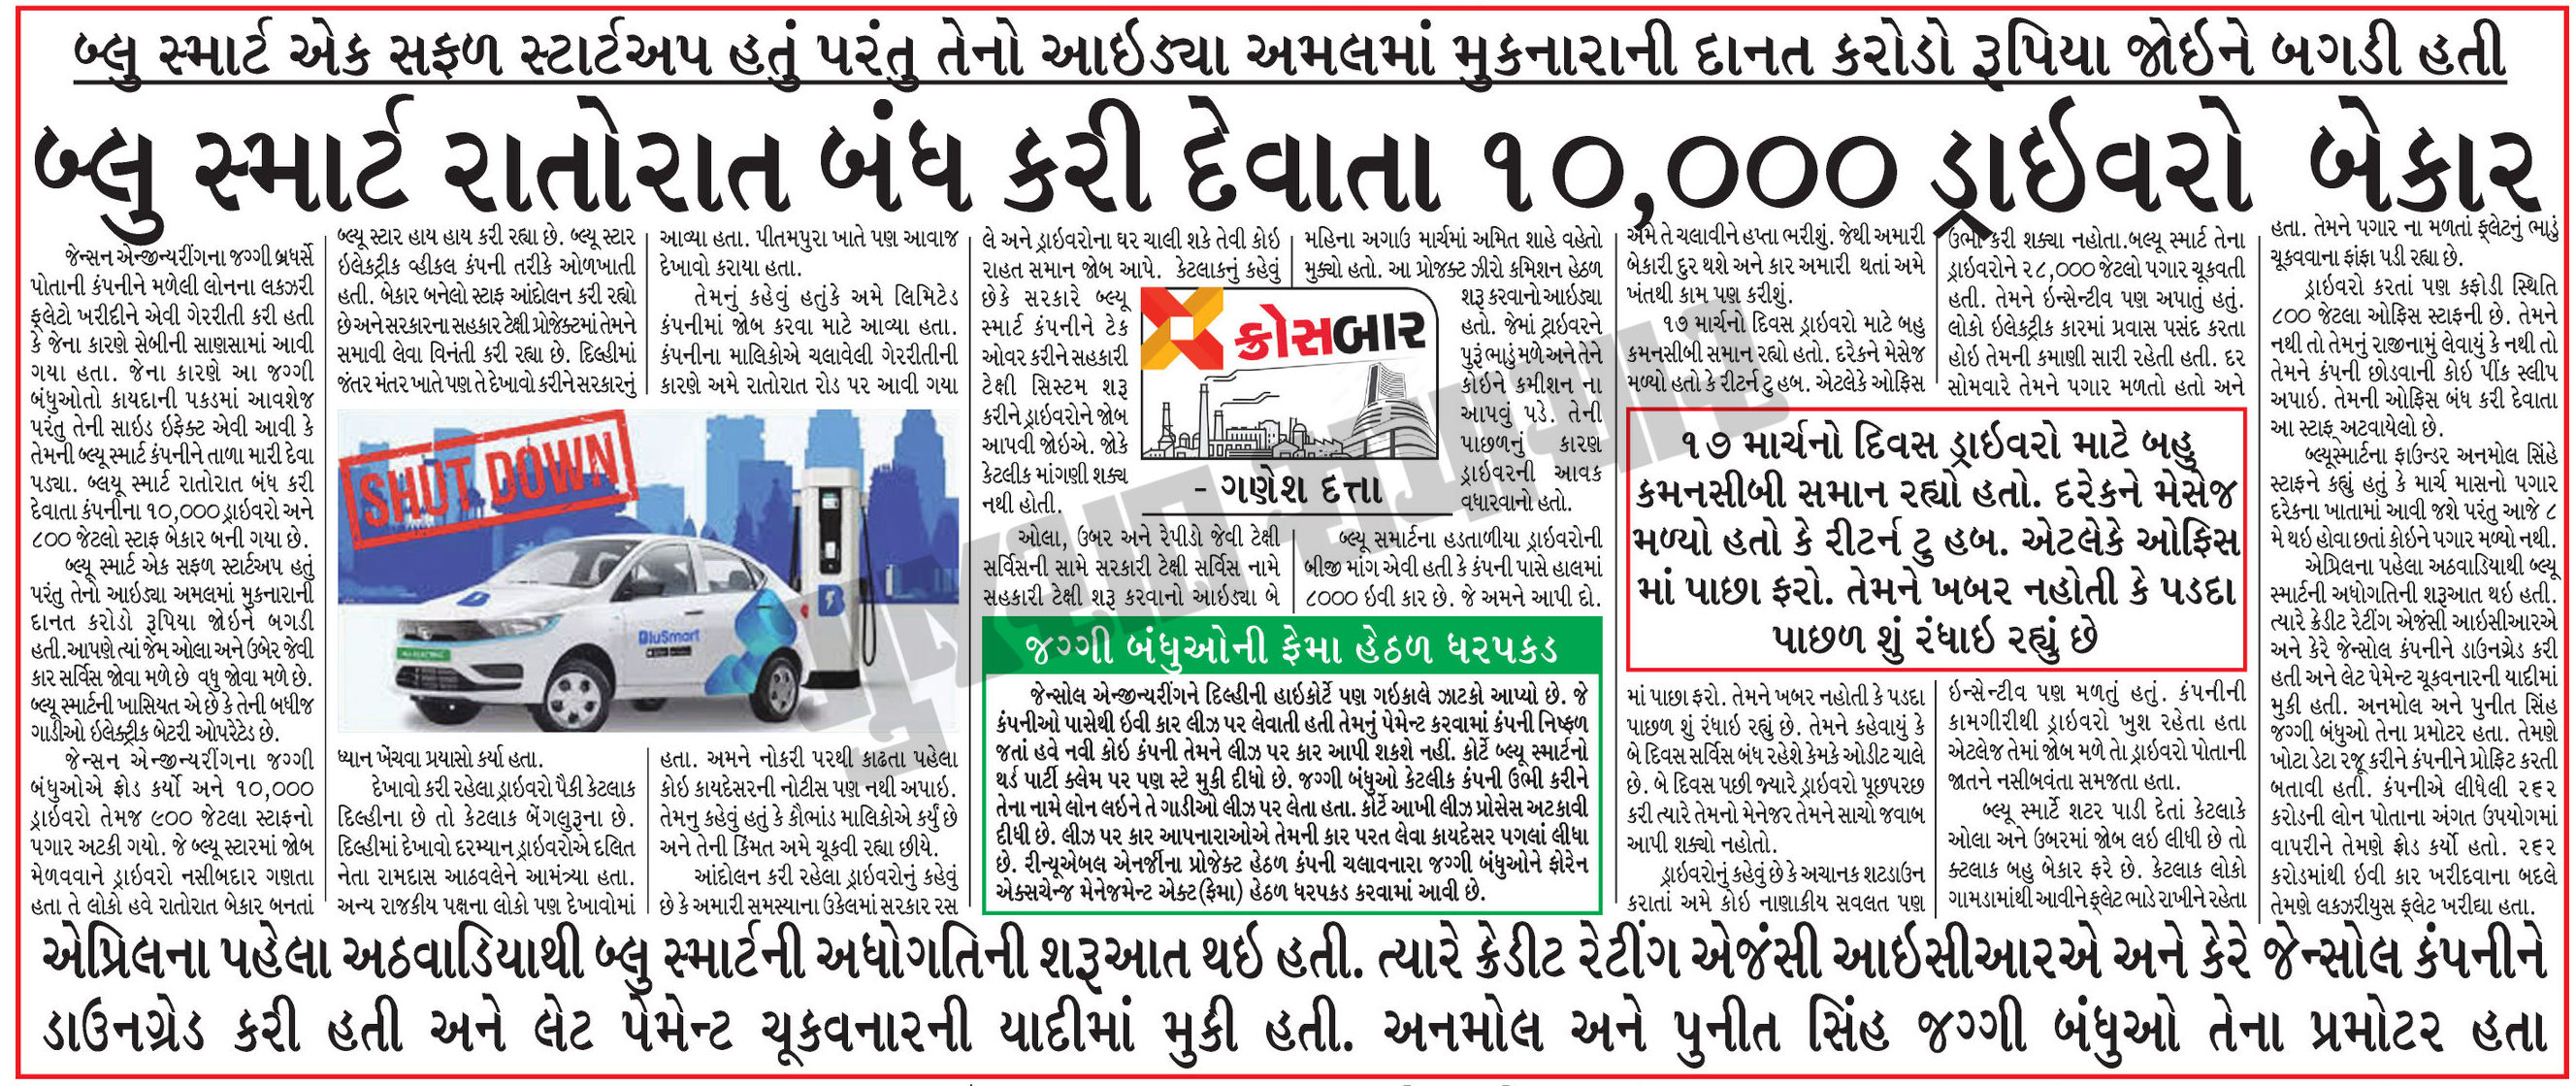 બ્લુ સ્માર્ટ એક સફળ સ્ટાર્ટઅપ હતું પરંતુ તેનો આઇડ્યા અમલમાં મુકનારાની દાનત કરોડો રૂપિયા જોઇને બગડી હતી
બ્લુ સ્માર્ટ રાતોરાત બંધ કરી દેવાતા ૧૦,૦૦૦ ડ્રાઇવરો બેકાર
જેન્સન એન્જીન્યરીંગના જગ્ગી બ્રધર્સે
પોતાની કંપનીને મળેલી લોનના લકઝરી
ફ્લેટો ખરીદીને એવી ગેરરીતી કરી હતી
કે જેના કારણે સેબીની સાણસામાં આવી
ગયા હતા. જેના કારણે આ જગ્ગી
બંધુઓતો કાયદાની પકડમાં આવશેજ
પરંતુ તેની સાઇડ ઇફેક્ટ એવી આવી કે
તેમની બ્લ્યૂ સ્માર્ટ કંપનીને તાળા મારી દેવા
પડ્યા. બ્લ્યૂ સ્માર્ટ રાતોરાત બંધ કરી
દેવાતા કંપનીના ૧૦,૦૦૦ ડ્રાઇવરો અને
૮૦૦ જેટલો સ્ટાફ બેકાર બની ગયા છે.
બ્લ્યૂ સ્માર્ટ એક સફળ સ્ટાર્ટઅપ હતું
પરંતુ તેનો આઇડ્યા અમલમાં મુકનારાની
દાનત કરોડો રૂપિયા જોઇને બગડી
હતી.આપણે ત્યાં જેમ ઓલા અને ઉબેર જેવી
કાર સર્વિસ જોવા મળે છે વધુ જોવા મળે છે.
બ્લ્યૂ સ્માર્ટની ખાસિયત એ છે કે તેની બધીજ
ગાડીઓ ઇલેક્ટ્રીક બેટરી ઓપરેટેડ છે.
જેન્સન એન્જીન્યરીંગના જગ્ગી
બંધુઓએ ફ્રોડ કર્યો અને ૧૦,૦૦૦
ડ્રાઇવરો તેમજ ૯૦૦ જેટલા સ્ટાફનો
પગાર અટકી ગયો. જે બ્લ્યૂ સ્ટારમાં જોબ
મેળવવાને ડ્રાઇવરો નસીબદાર ગણતા
હતા તે લોકો હવે રાતોરાત બેકાર બનતાં
બ્લ્યૂ સ્ટાર હાય હાય કરી રહ્યા છે. બ્લ્યૂ સ્ટાર
ઇલેકટ્રીક વ્હીકલ કંપની તરીકે ઓળખાતી
હતી. બેકાર બનેલો સ્ટાફ આંદોલન કરી રહ્યો
છે અને સરકારના સહકાર ટેક્ષી પ્રોજેક્ટમાં તેમને
સમાવી લેવા વિનંતી કરી રહ્યા છે. દિલ્હીમાં
જંતર મંતર ખાતે પણ તે દેખાવો કરીને સરકારનું
SHUT DOWN
BluSmart
ધ્યાન ખેંચવા પ્રયાસો કર્યા હતા.
દેખાવો કરી રહેલા ડ્રાઇવરો પૈકી કેટલાક
દિલ્હીના છે તો કેટલાક બેંગલુરૂના છે.
દિલ્હીમાં દેખાવો દરમ્યાન ડ્રાઇવરોએ દલિત
નેતા રામદાસ આઠવલેને આમંત્ર્યા હતા.
અન્ય રાજકીય પક્ષના લોકો પણ દેખાવોમાં
આવ્યા હતા. પીતમપુરા ખાતે પણ આવાજ
દેખાવો કરાયા હતા.
તેમનું કહેવું હતુંકે અમે લિમિટેડ
કંપનીમાં જોબ કરવા માટે આવ્યા હતા.
કંપનીના માલિકોએ ચલાવેલી ગેરરીતીની
કારણે અમે રાતોરાત રોડ પર આવી ગયા
હતા. અમને નોકરી પરથી કાઢતા પહેલા
કોઇ કાયદેસરની નોટીસ પણ નથી અપાઇ.
તેમનુ કહેવું હતું કે કૌભાંડ માલિકોએ કર્યું છે
અને તેની કિંમત અમે ચૂકવી રહ્યા છીયે.
આંદોલન કરી રહેલા ડ્રાઇવરોનું કહેવું
છે કે અમારી સમસ્યાના ઉકેલમાં સરકાર રસ
લે અને ડ્રાઇવરોના ઘર ચાલી શકે તેવી કોઇ
રાહત સમાન જોબ આપે. કેટલાકનું કહેવું
છેકે સરકારે બ્લ્યૂ
સ્માર્ટ કંપનીને ટેક
ઓવર કરીને સહકારી
ટેક્ષી સિસ્ટમ શરૂ
કરીને ડ્રાઇવરોને જોબ
આપવી જોઇએ. જોકે
કેટલીક માંગણી શક્ય
નથી હોતી.
ઓલા, ઉબર અને રેપીડો જેવી ટેક્ષી
સર્વિસની સામે સરકારી ટેક્ષી સર્વિસ નામે
સહકારી ટેક્ષી શરૂ કરવાનો આઇડ્યા બે
ક્રોસબાર
- ગણેશ દત્તા
મહિના અગાઉ માર્ચમાં અમિત શાહે વહેતો
મુક્યો હતો. આ પ્રોજક્ટ ઝીરો કમિશન હેઠળ
શરૂ કરવાનો આઇડ્યા
હતો. જેમાં ટ્રાઇવરને
પુરૂં ભાડું મળે અને તેને
કોઇને કમીશન ના
આપવું પડે. તેની
પાછળનું કારણ
ડ્રાઇવરની આવક
વધારવાનો હતો.
બ્લ્યૂ સમાર્ટના હડતાળીયા ડ્રાઇવરોની
બીજી માંગ એવી હતી કે કંપની પાસે હાલમાં
૮૦૦૦ ઇવી કાર છે. જે અમને આપી દો.
જગ્ગી બંધુઓની ફેમા હેઠળ ધરપકડ
જેન્સોલ એન્જીન્યરીંગને દિલ્હીની હાઇકોર્ટે પણ ગઇકાલે ઝાટકો આપ્યો છે. જે
કંપનીઓ પાસેથી ઇવી કાર લીઝ પર લેવાતી હતી તેમનું પેમેન્ટ કરવામાં કંપની નિષ્ફળ
જતાં હવે નવી કોઇ કંપની તેમને લીઝ પર કાર આપી શકશે નહીં. કોર્ટે બ્લ્યૂ સ્માર્ટનો
થર્ડ પાર્ટી ક્લેમ પર પણ સ્ટે મુકી દીધો છે. જગ્ગી બંધુઓ કેટલીક કંપની ઉભી કરીને
તેના નામે લોન લઇને તે ગાડીઓ લીઝ પર લેતા હતા. કોર્ટે આખી લીઝ પ્રોસેસ અટકાવી
દીધી છે. લીઝ પર કાર આપનારાઓએ તેમની કાર પરત લેવા કાયદેસર પગલાં લીધા
છે. રીન્યૂએબલ એનર્જીના પ્રોજેક્ટ હેઠળ કંપની ચલાવનારા જગ્ગી બંધુઓને ફોરેન
એક્સચેન્જ મેનેજમેન્ટ એક્ટ(ફેમા) હેઠળ ધરપકડ કરવામાં આવી છે.
અમે તે ચલાવીને હપ્તા ભરીશું. જેથી અમારી
બેકારી દુર થશે અને કાર અમારી થતાં અમે
ખંતથી કામ પણ કરીશું.
૧૭ માર્ચનો દિવસ ડ્રાઇવરો માટે બહુ
કમનસીબી સમાન રહ્યો હતો. દરેકને મેસેજ
મળ્યો હતો કે રીટર્ન ટુ હબ. એટલેકે ઓફિસ
૧૭ માર્ચનો દિવસ ડ્રાઇવરો માટે બહુ
કમનસીબી સમાન રહ્યો હતો. દરેકને મેસેજ
મળ્યો હતો કે રીટર્ન ટુ હબ. એટલેકે ઓફિસ
માં પાછા ફરો. તેમને ખબર નહોતી કે પડદા
પાછળ શું રંધાઇ રહ્યું છે
માં પાછા ફરો. તેમને ખબર નહોતી કે પડદા
પાછળ શું રંધાઇ રહ્યું છે. તેમને કહેવાયું કે
બે દિવસ સર્વિસ બંધ રહેશે કેમકે ઓડીટ ચાલે
છે. બે દિવસ પછી જ્યારે ડ્રાઇવરો પૂછપરછ
કરી ત્યારે તેમનો મેનેજર તેમને સાચો જવાબ
આપી શક્યો નહોતો.
ડ્રાઇવરોનું કહેવું છે કે અચાનક શટડાઉન
કરાતાં અમે કોઇ નાણાકીય સવલત પણ
ઉભી કરી શક્યા નહોતા.બ્લ્યૂ સ્માર્ટ તેના
ડ્રાઇવરોને ૨૮,૦૦૦ જેટલો પગાર ચૂકવતી
હતી. તેમને ઇન્સેન્ટીવ પણ અપાતું હતું.
લોકો ઇલેક્ટ્રીક કારમાં પ્રવાસ પસંદ કરતા
હોઇ તેમની કમાણી સારી રહેતી હતી. દર
સોમવારે તેમને પગાર મળતો હતો અને
ઇન્સેન્ટીવ પણ મળતું હતું. કંપનીની
કામગીરીથી ડ્રાઇવરો ખુશ રહેતા હતા
એટલેજ તેમાં જોબ મળે તો ડ્રાઇવરો પોતાની
જાતને નસીબવંતા સમજતા હતા.
બ્લ્યૂ સ્માર્ટે શટર પાડી દેતાં કેટલાકે
ઓલા અને ઉબરમાં જોબ લઇ લીધી છે તો
ક્ટલાક બહુ બેકાર ફરે છે. કેટલાક લોકો
ગામડામાંથી આવીને ફ્લેટ ભાડે રાખીને રહેતા
હતા. તેમને પગાર ના મળતાં ફ્લેટનું ભાડું
ચૂકવવાના ફાંફા પડી રહ્યા છે.
ડ્રાઇવરો કરતાં પણ કફોડી સ્થિતિ
૮૦૦ જેટલા ઓફિસ સ્ટાફની છે. તેમને
નથી તો તેમનું રાજીનામું લેવાયું કે નથી તો
તેમને કંપની છોડવાની કોઇ પીંક સ્લીપ
અપાઇ. તેમની ઓફિસ બંધ કરી દેવાતા
આ સ્ટાફ અટવાયેલો છે.
બ્લ્યૂસ્માર્ટના ફાઉન્ડર અનમોલ સિંહે
સ્ટાફને કહ્યું હતું કે માર્ચ માસનો પગાર
દરેકના ખાતામાં આવી જશે પરંતુ આજે ૮
મે થઇ હોવા છતાં કોઇને પગાર મળ્યો નથી.
એપ્રિલના પહેલા અઠવાડિયાથી બ્લ્યૂ
સ્માર્ટની અધોગતીની શરૂઆત થઇ હતી.
ત્યારે ક્રેડીટ રેટીંગ એજંસી આઇસીઆરએ
અને કેરે જેન્સોલ કંપનીને ડાઉનગ્રેડ કરી
હતી અને લેટ પેમેન્ટ ચૂકવનારની યાદીમાં
મુકી હતી. અનમોલ અને પુનીત સિંહ
જગ્ગી બંધુઓ તેના પ્રમોટર હતા. તેમણે
ખોટા ડેટા રજૂ કરીને કંપનીને પ્રોફિટ કરતી
બતાવી હતી. કંપનીએ લીધેલી ૨૬૨
કરોડની લોન પોતાના અંગત ઉપયોગમાં
વાપરીને તેમણે ફ્રોડ કર્યો હતો. ૨૬૨
કરોડમાંથી ઇવી કાર ખરીદવાના બદલે
તેમણે લકઝરીયુસ ફ્લેટ ખરીદ્યા હતા.
એપ્રિલના પહેલા અઠવાડિયાથી બ્લુ સ્માર્ટની અધોગતિની શરૂઆત થઇ હતી. ત્યારે ક્રેડીટ રેટીંગ એજંસી આઇસીઆરએ અને કેરે જેન્સોલ કંપનીને
ડાઉનગ્રેડ કરી હતી અને લેટ પેમેન્ટ ચૂકવનારની યાદીમાં મુકી હતી. અનમોલ અને પુનીત સિંહ જગ્ગી બંધુઓ તેના પ્રમોટર હતા
ગુજરાત સમાચાર